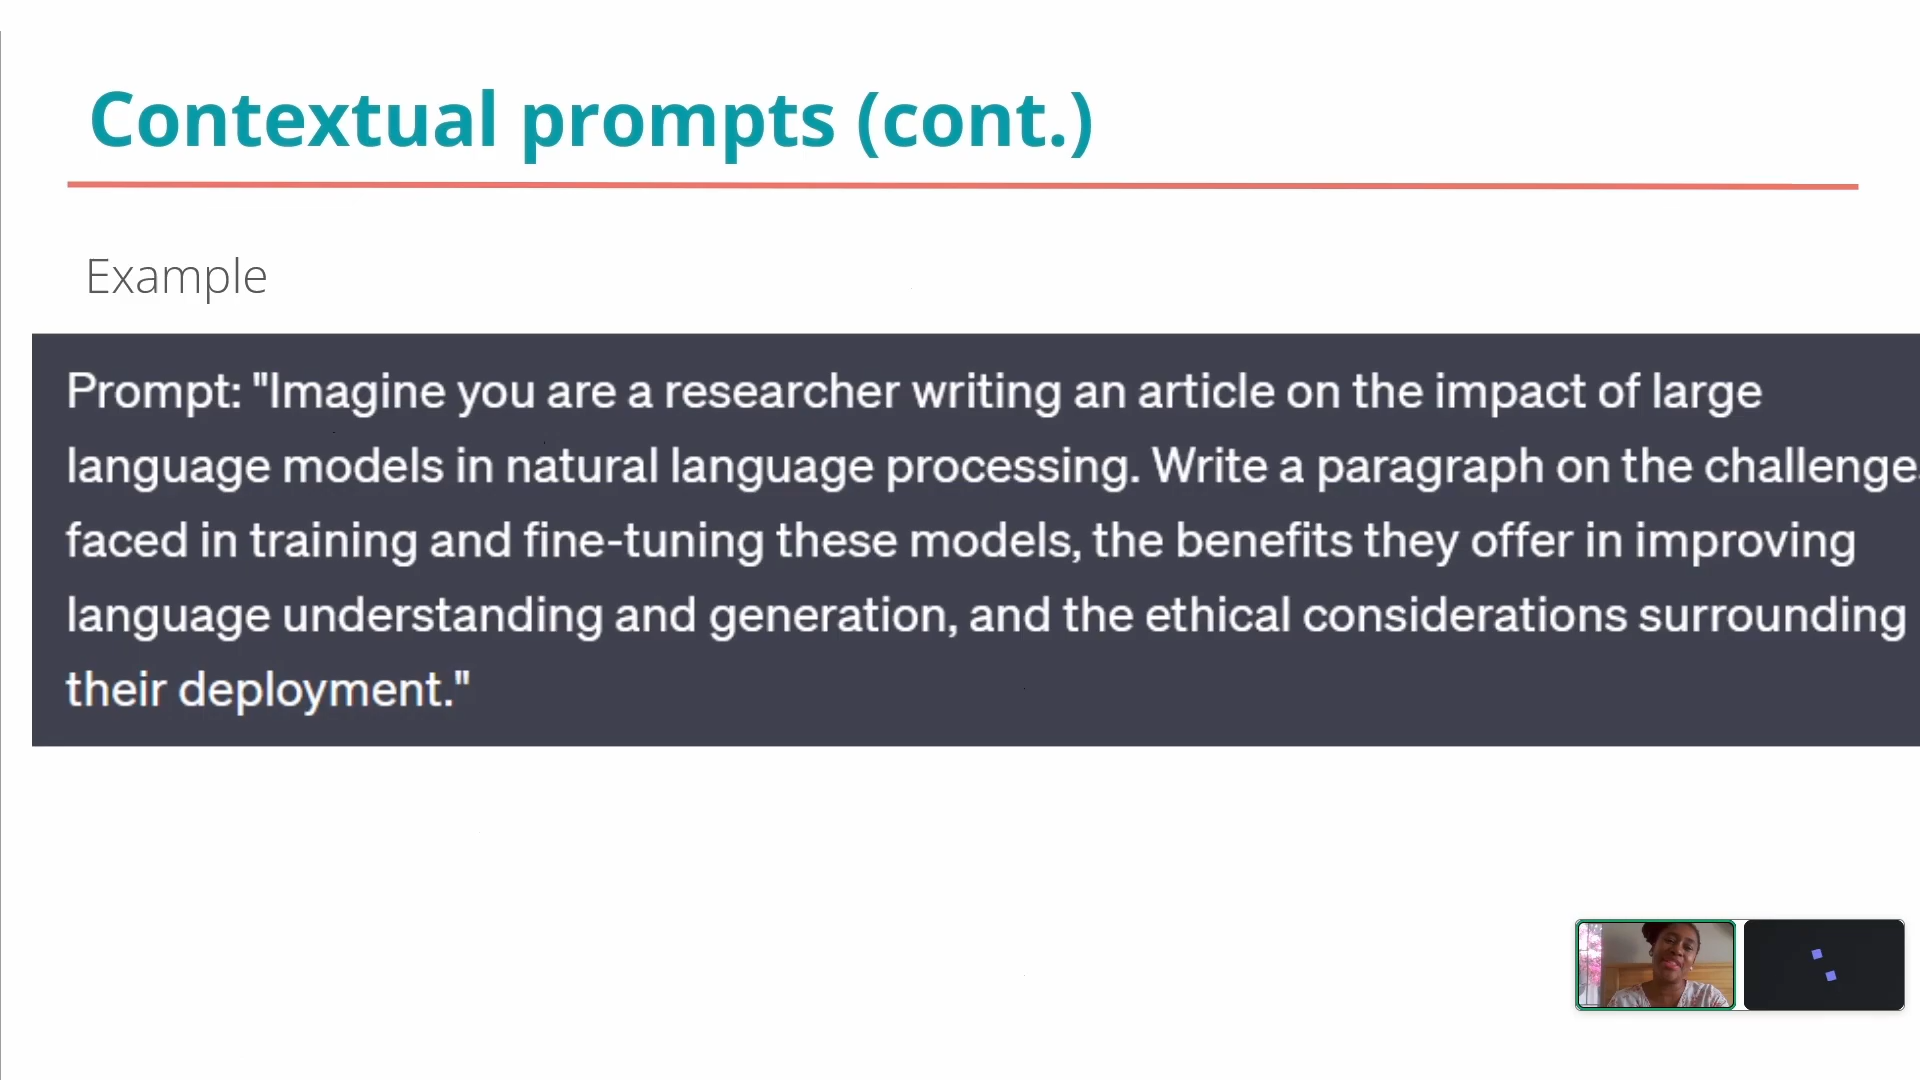 Contextual prompts (cont.)
Example
Prompt: "Imagine you are a researcher writing an article on the impact of large
language models in natural language processing. Write a paragraph on the challenge
faced in training and fine-tuning these models, the benefits they offer in improving
language understanding and generation, and the ethical considerations surrounding
their deployment."